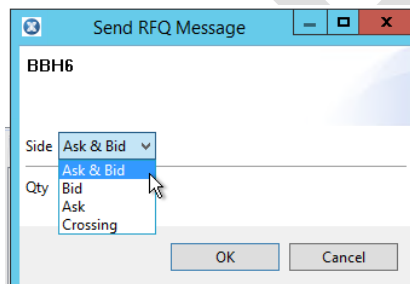 Send RFQ Message
BBH6
Side Ask & Bid
Ask & Bid
Qty Bid
Ask
Crossing
OK Cancel